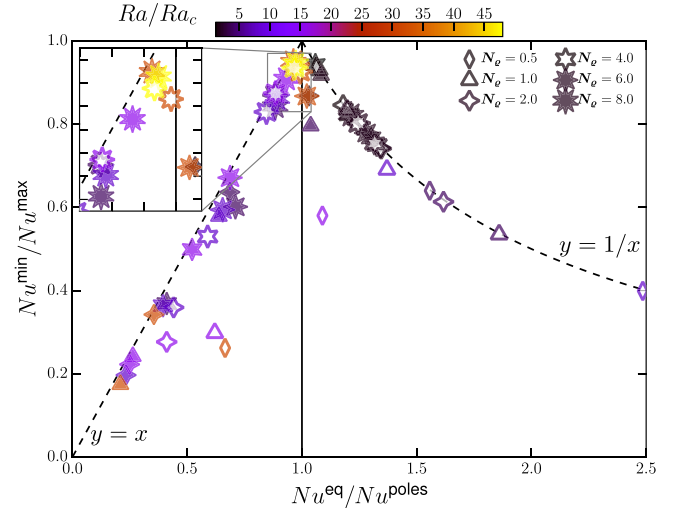 Ra/Ra_c
5 10 15 20 25 30 35 40 45
N_ϱ = 0.5
N_ϱ = 1.0
N_ϱ = 2.0
N_ϱ = 4.0
N_ϱ = 6.0
N_ϱ = 8.0
1.0
0.8
0.6
0.4
0.2
0.0
Nu^min/Nu^max
y = 1/x
y = x
0.0 0.5 1.0 1.5 2.0 2.5
Nu^eq/Nu^poles